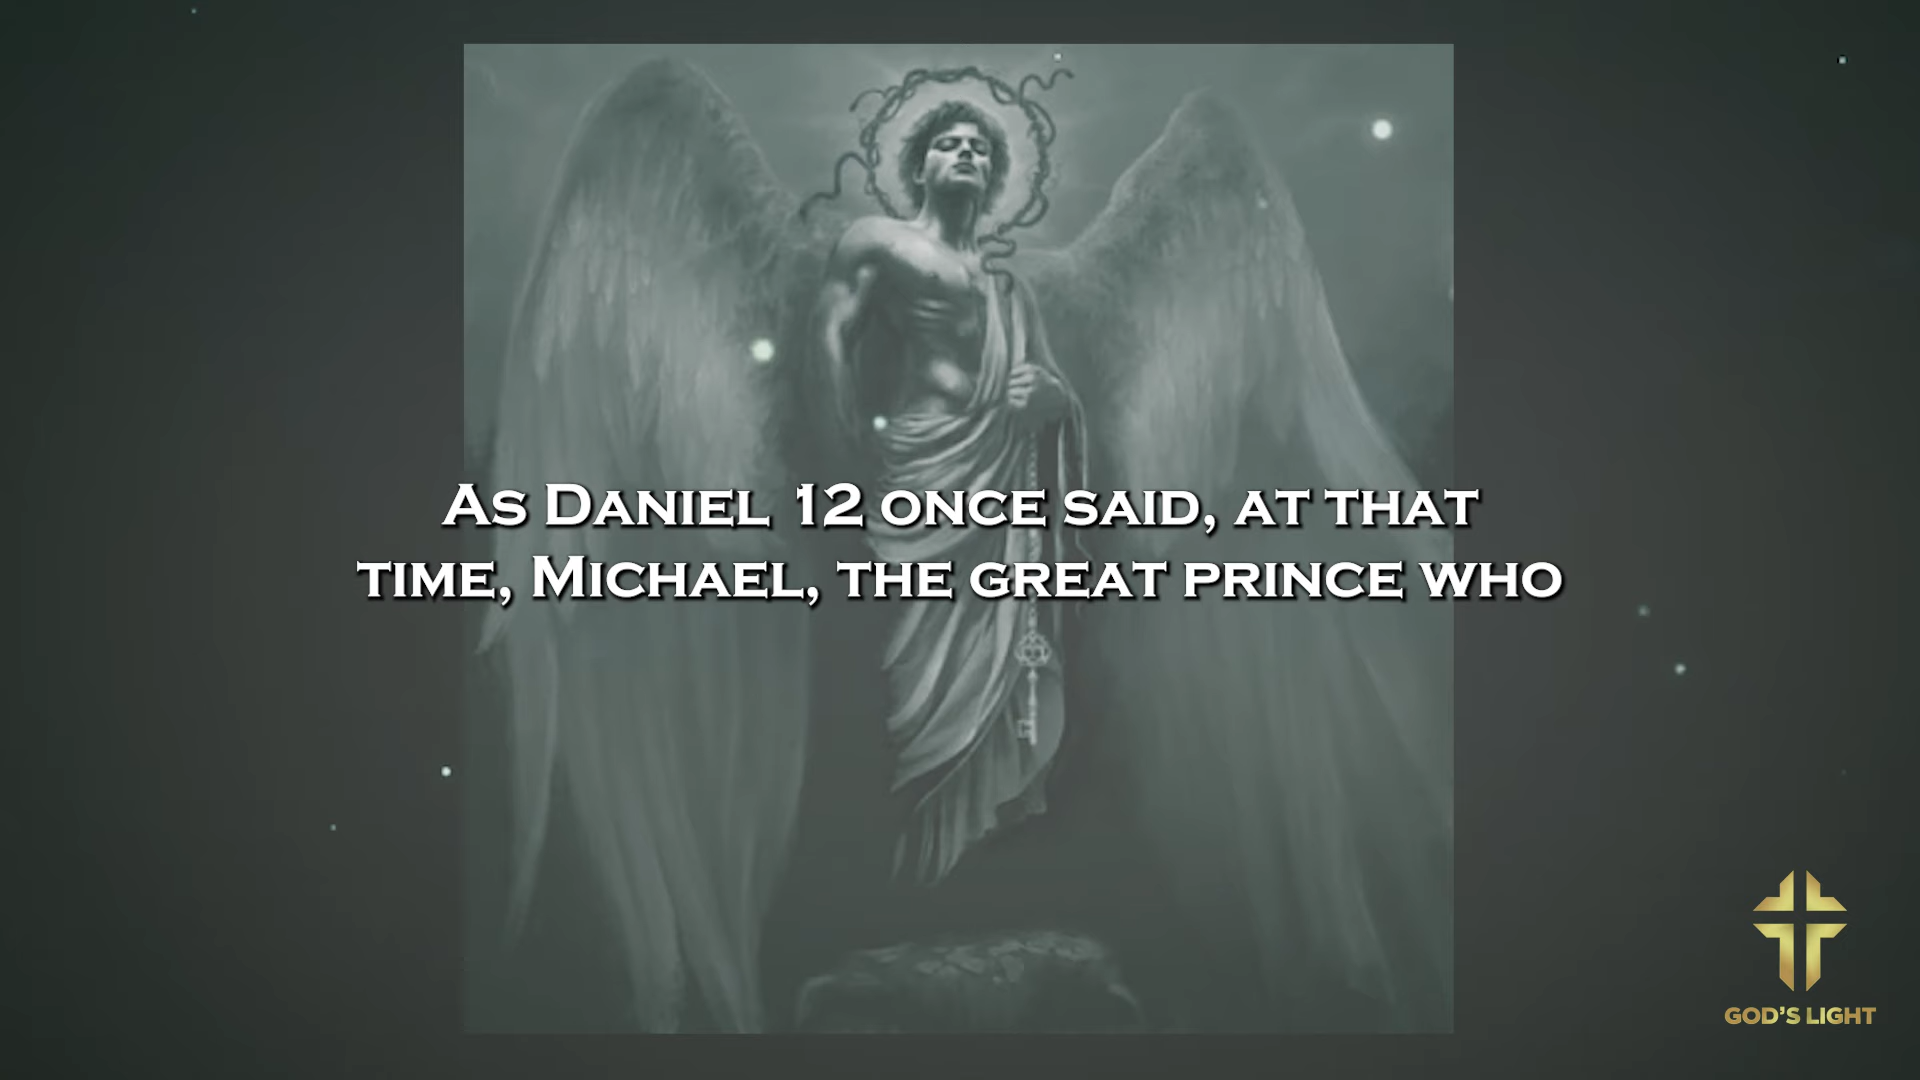 As Daniel 12 once said, at that
time, Michael, the great prince who
GOD'S LIGHT